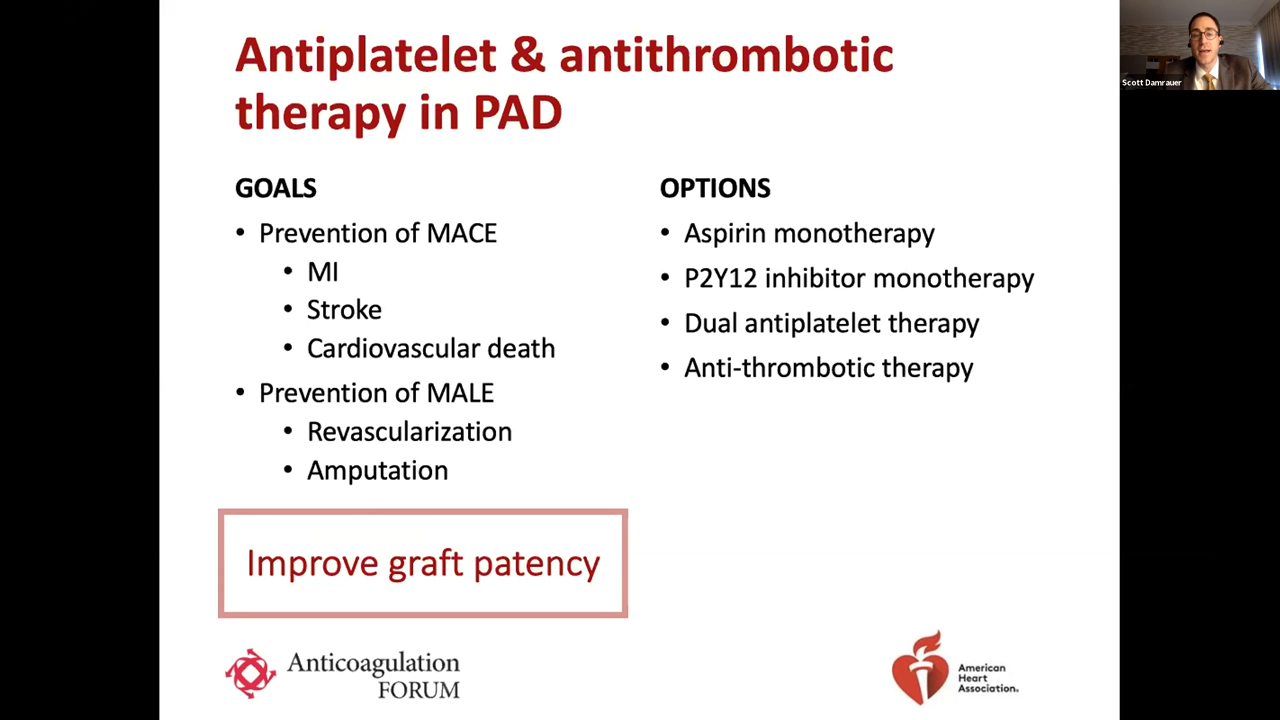 Antiplatelet & antithrombotic
therapy in PAD
GOALS
• Prevention of MACE
• MI
• Stroke
• Cardiovascular death
• Prevention of MALE
• Revascularization
• Amputation
Improve graft patency
OPTIONS
• Aspirin monotherapy
• P2Y12 inhibitor monotherapy
• Dual antiplatelet therapy
• Anti-thrombotic therapy
Anticoagulation
FORUM
American
Heart
Association®
Scott Damrauer